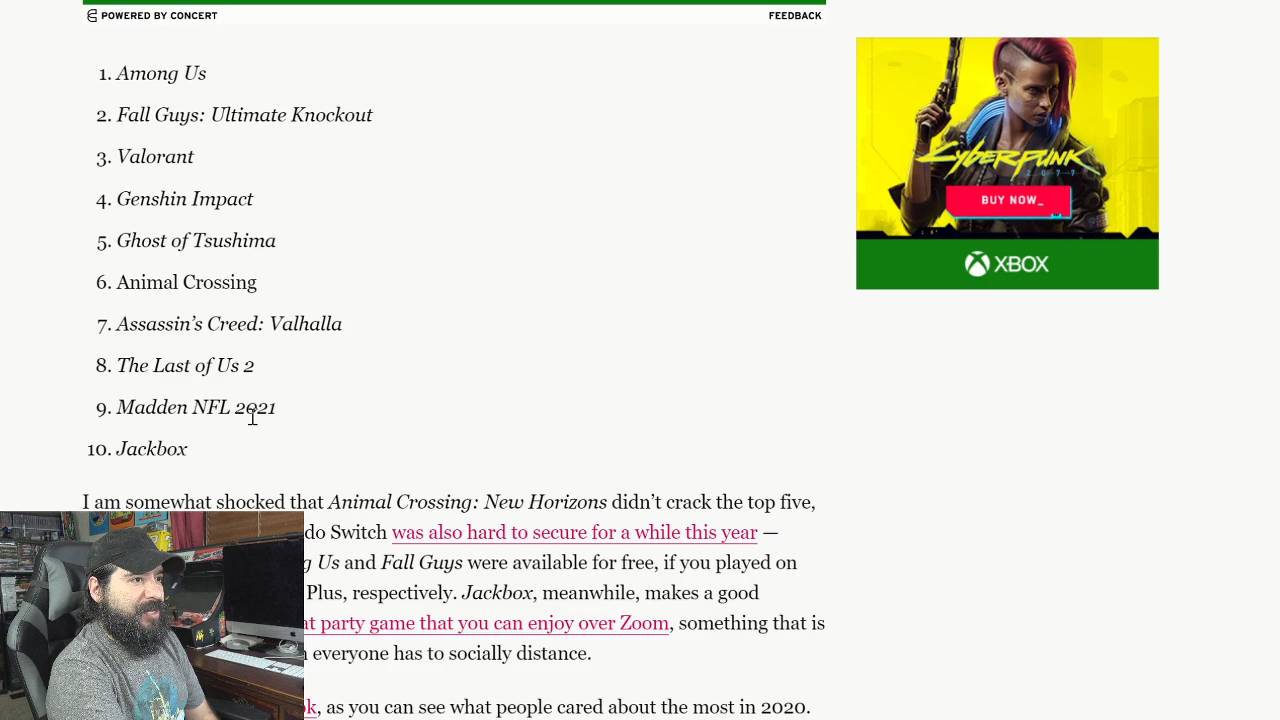 POWERED BY CONCERT
FEEDBACK
1. Among Us
2. Fall Guys: Ultimate Knockout
3. Valorant
4. Genshin Impact
5. Ghost of Tsushima
6. Animal Crossing
7. Assassin's Creed: Valhalla
8. The Last of Us 2
9. Madden NFL 2021
10. Jackbox
Cyberpunk
2077
BUY NOW_
XBOX
I am somewhat shocked that Animal Crossing: New Horizons didn't crack the top five,
do Switch was also hard to secure for a while this year —
Us and Fall Guys were available for free, if you played on
Plus, respectively. Jackbox, meanwhile, makes a good
at party game that you can enjoy over Zoom, something that is
everyone has to socially distance.
, as you can see what people cared about the most in 2020.